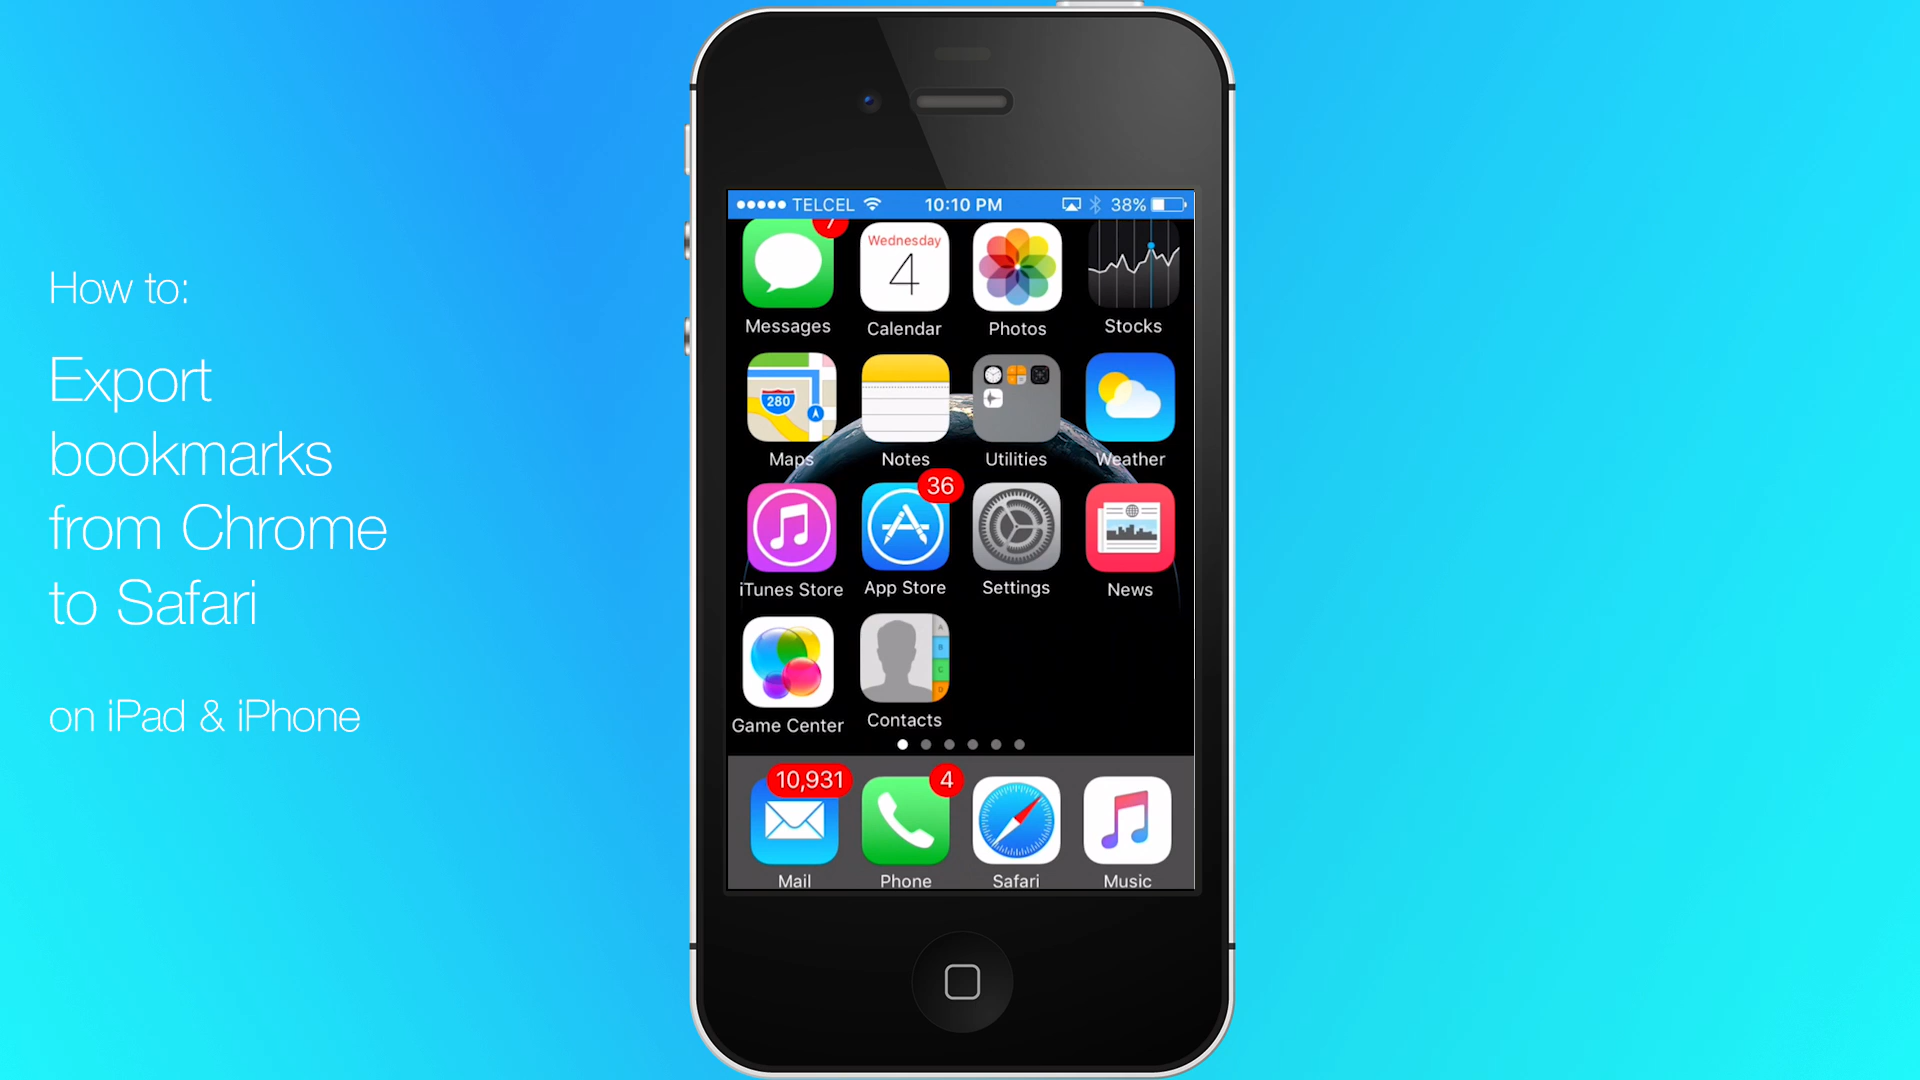 How to:
Export
bookmarks
from Chrome
to Safari
on iPad & iPhone
TELCEL 10:10 PM 38%
7
Wednesday
4
Messages Calendar Photos Stocks
280
Maps Notes Utilities Weather
36
iTunes Store App Store Settings News
A
B
C
D
Game Center Contacts
10,931 4
Mail Phone Safari Music